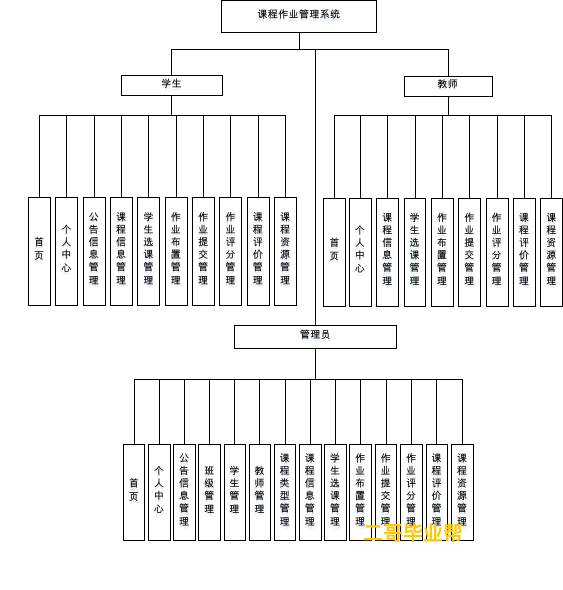 课程作业管理系统
学生
教师
首页
个人中心
公告信息管理
课程信息管理
学生选课管理
作业布置管理
作业提交管理
作业评分管理
课程评价管理
课程资源管理
首页
个人中心
课程信息管理
学生选课管理
作业布置管理
作业提交管理
作业评分管理
课程评价管理
课程资源管理
管理员
首页
个人中心
公告信息管理
班级管理
学生管理
教师管理
课程类型管理
课程信息管理
学生选课管理
作业布置管理
作业提交管理
作业评分管理
课程评价管理
课程资源管理
二哥毕业帮